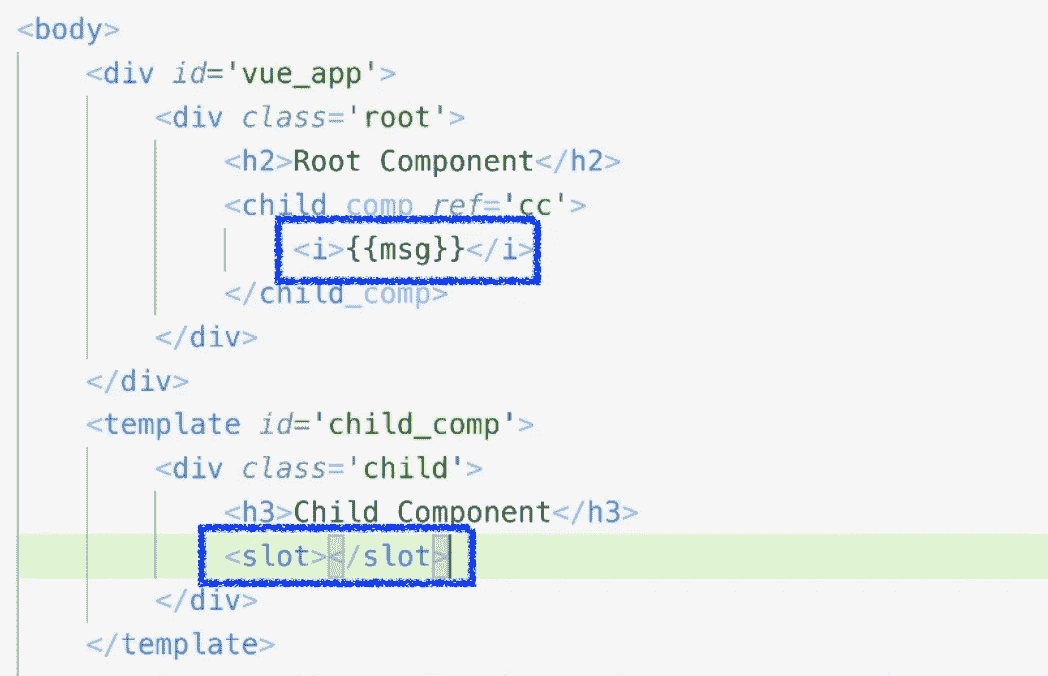 <body>
<div id='vue_app'>
<div class='root'>
<h2>Root Component</h2>
<child_comp ref='cc'>
<i>{{msg}}</i>
</child_comp>
</div>
</div>
<template id='child_comp'>
<div class='child'>
<h3>Child Component</h3>
<slot></slot>
</div>
</template>